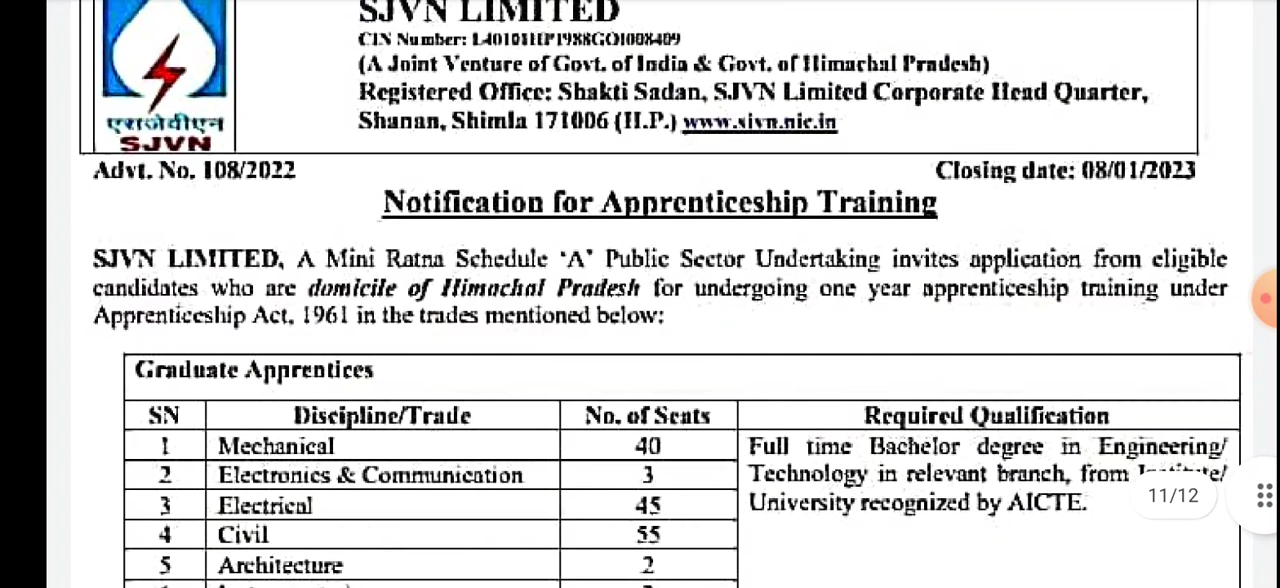 SJVN LIMITED
CIN Number: L40101HP1988GOI008409
(A Joint Venture of Govt. of India & Govt. of Himachal Pradesh)
Registered Office: Shakti Sadan, SJVN Limited Corporate Head Quarter,
Shanan, Shimla 171006 (H.P.) www.sjvn.nic.in
एसजेवीएन
SJVN
Advt. No. 108/2022 Closing date: 08/01/2023
Notification for Apprenticeship Training
SJVN LIMITED, A Mini Ratna Schedule 'A' Public Sector Undertaking invites application from eligible
candidates who are domicile of Himachal Pradesh for undergoing one year apprenticeship training under
Apprenticeship Act, 1961 in the trades mentioned below:
Graduate Apprentices
SN Discipline/Trade No. of Seats Required Qualification
1 Mechanical 40 Full time Bachelor degree in Engineering/
2 Electronics & Communication 3 Technology in relevant branch, from
3 Electrical 45 University recognized by AICTE.
4 Civil 55
5 Architecture 2
11/12